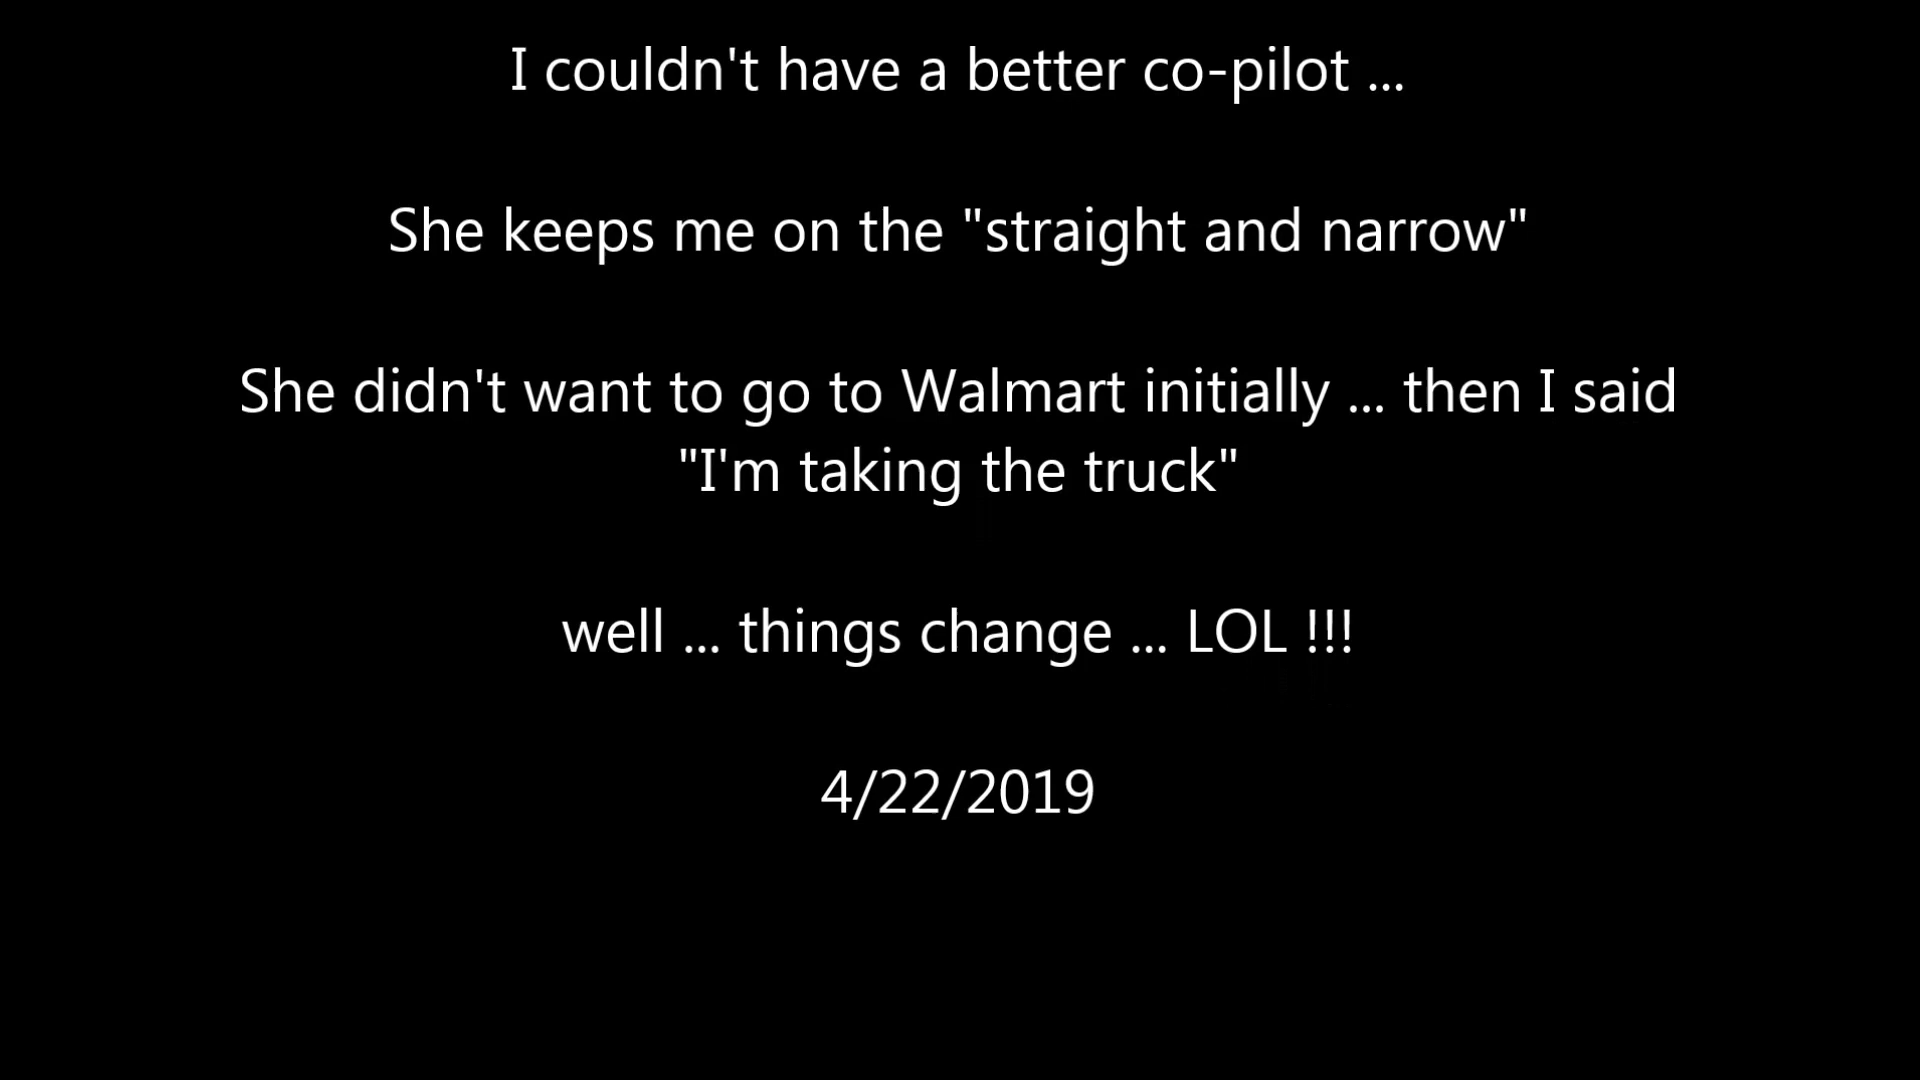 I couldn't have a better co-pilot ...
She keeps me on the "straight and narrow"
She didn't want to go to Walmart initially ... then I said
"I'm taking the truck"
well ... things change ... LOL !!!
4/22/2019